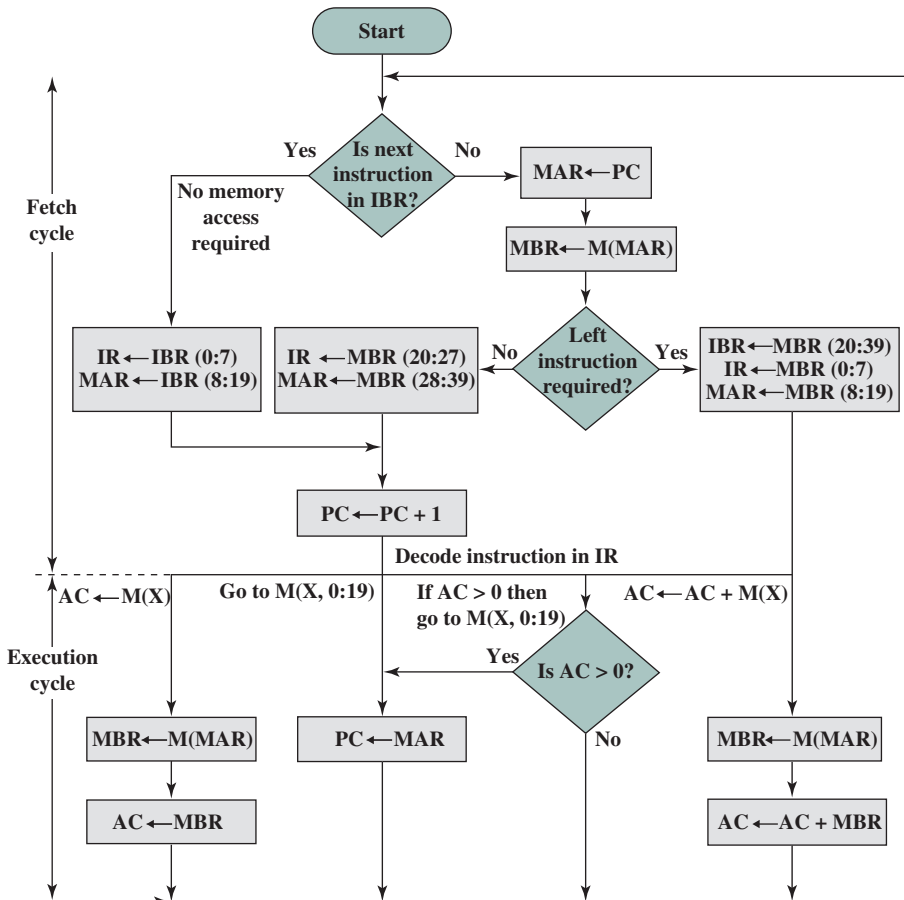 Start
Yes
Is next
instruction
in IBR?
No
MAR←PC
No memory
access
required
Fetch
cycle
MBR←M(MAR)
IR←IBR (0:7)
MAR←IBR (8:19)
IR←MBR (20:27)
MAR←MBR (28:39)
No
Left
instruction
required?
Yes
IBR←MBR (20:39)
IR←MBR (0:7)
MAR←MBR (8:19)
PC←PC + 1
Decode instruction in IR
AC←M(X)
Go to M(X, 0:19)
If AC > 0 then
go to M(X, 0:19)
AC←AC + M(X)
Execution
cycle
Yes
Is AC > 0?
No
MBR←M(MAR)
PC←MAR
MBR←M(MAR)
AC←MBR
AC←AC + MBR